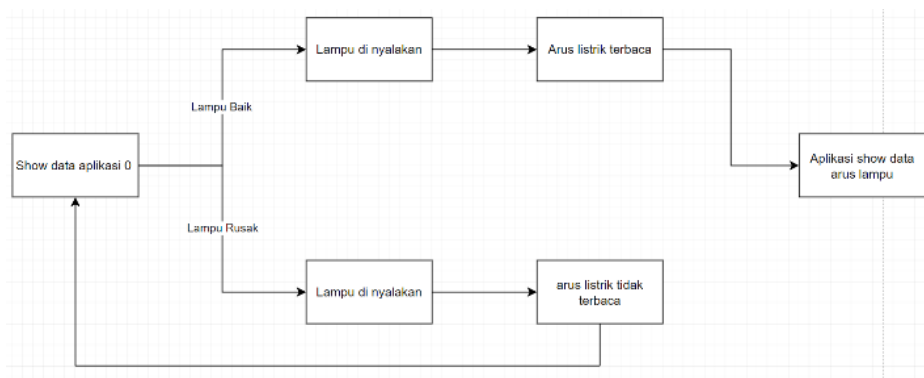 Lampu di nyalakan
Arus listrik terbaca
Lampu Baik
Show data aplikasi 0
Aplikasi show data
arus lampu
Lampu Rusak
Lampu di nyalakan
arus listrik tidak
terbaca